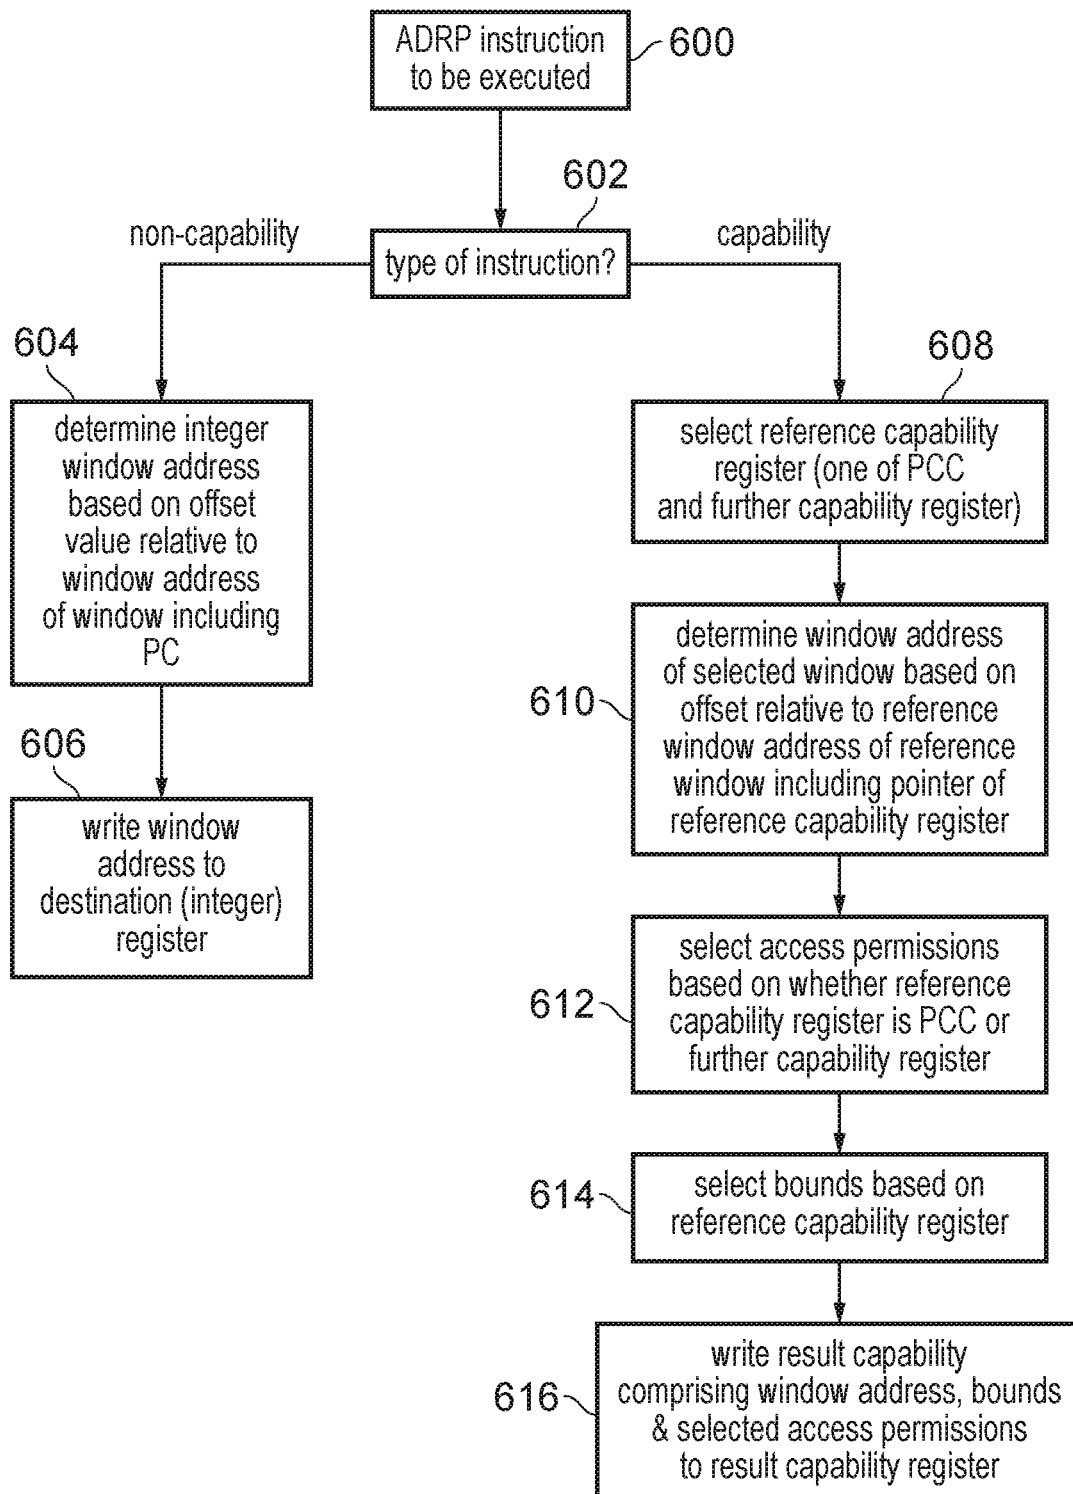 ADRP instruction
to be executed
600
602
non-capability
type of instruction?
capability
604
determine integer
window address
based on offset
value relative to
window address
of window including
PC
606
write window
address to
destination (integer)
register
608
select reference capability
register (one of PCC
and further capability register)
610
determine window address
of selected window based on
offset relative to reference
window address of reference
window including pointer of
reference capability register
612
select access permissions
based on whether reference
capability register is PCC or
further capability register
614
select bounds based on
reference capability register
616
write result capability
comprising window address, bounds
& selected access permissions
to result capability register